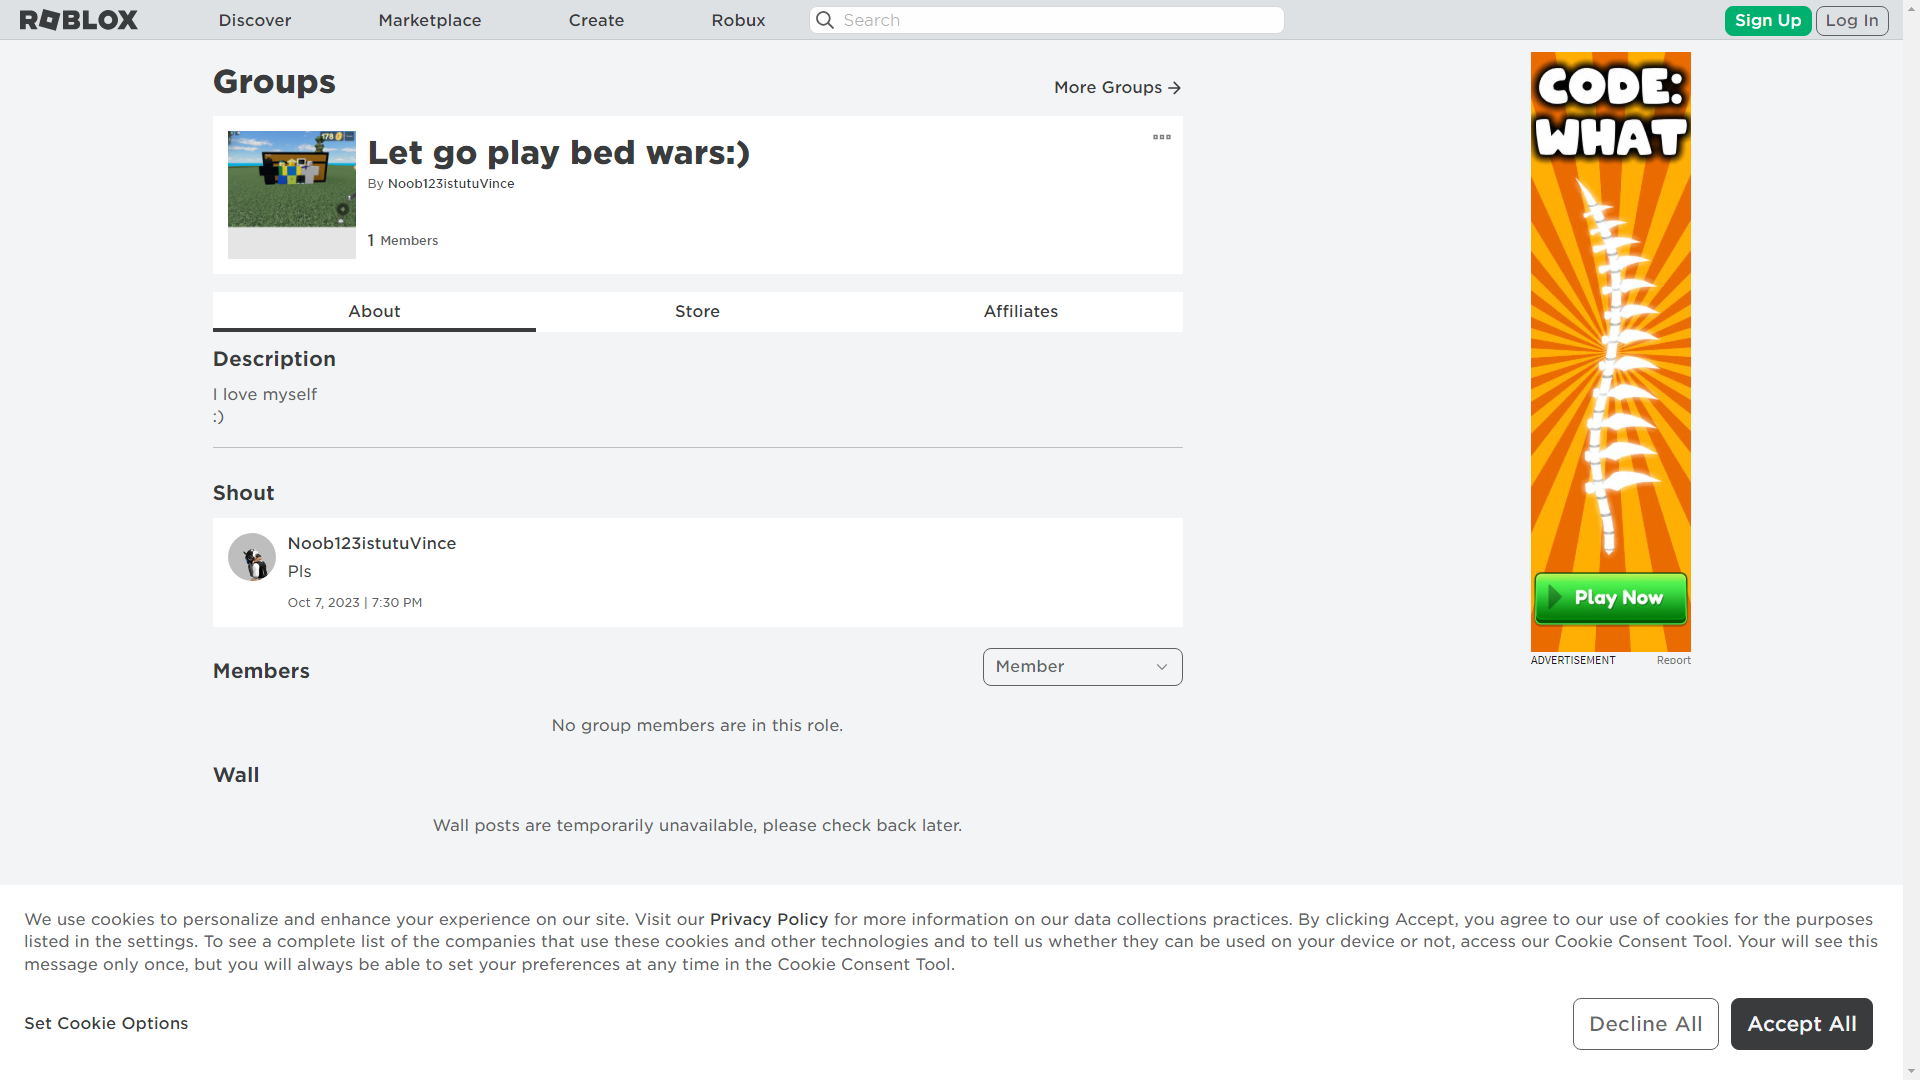 ROBLOX
Discover
Marketplace
Create
Robux
Search
Sign Up
Log In
Groups
More Groups
178
Let go play bed wars:)
By Noob123istutuVince
1 Members
About
Store
Affiliates
Description
I love myself
:)
Shout
Noob123istutuVince
Pls
Oct 7, 2023 | 7:30 PM
Members
Member
No group members are in this role.
Wall
Wall posts are temporarily unavailable, please check back later.
CODE:
WHAT
Play Now
ADVERTISEMENT
Report
We use cookies to personalize and enhance your experience on our site. Visit our Privacy Policy for more information on our data collections practices. By clicking Accept, you agree to our use of cookies for the purposes
listed in the settings. To see a complete list of the companies that use these cookies and other technologies and to tell us whether they can be used on your device or not, access our Cookie Consent Tool. Your will see this
message only once, but you will always be able to set your preferences at any time in the Cookie Consent Tool.
Set Cookie Options
Decline All
Accept All